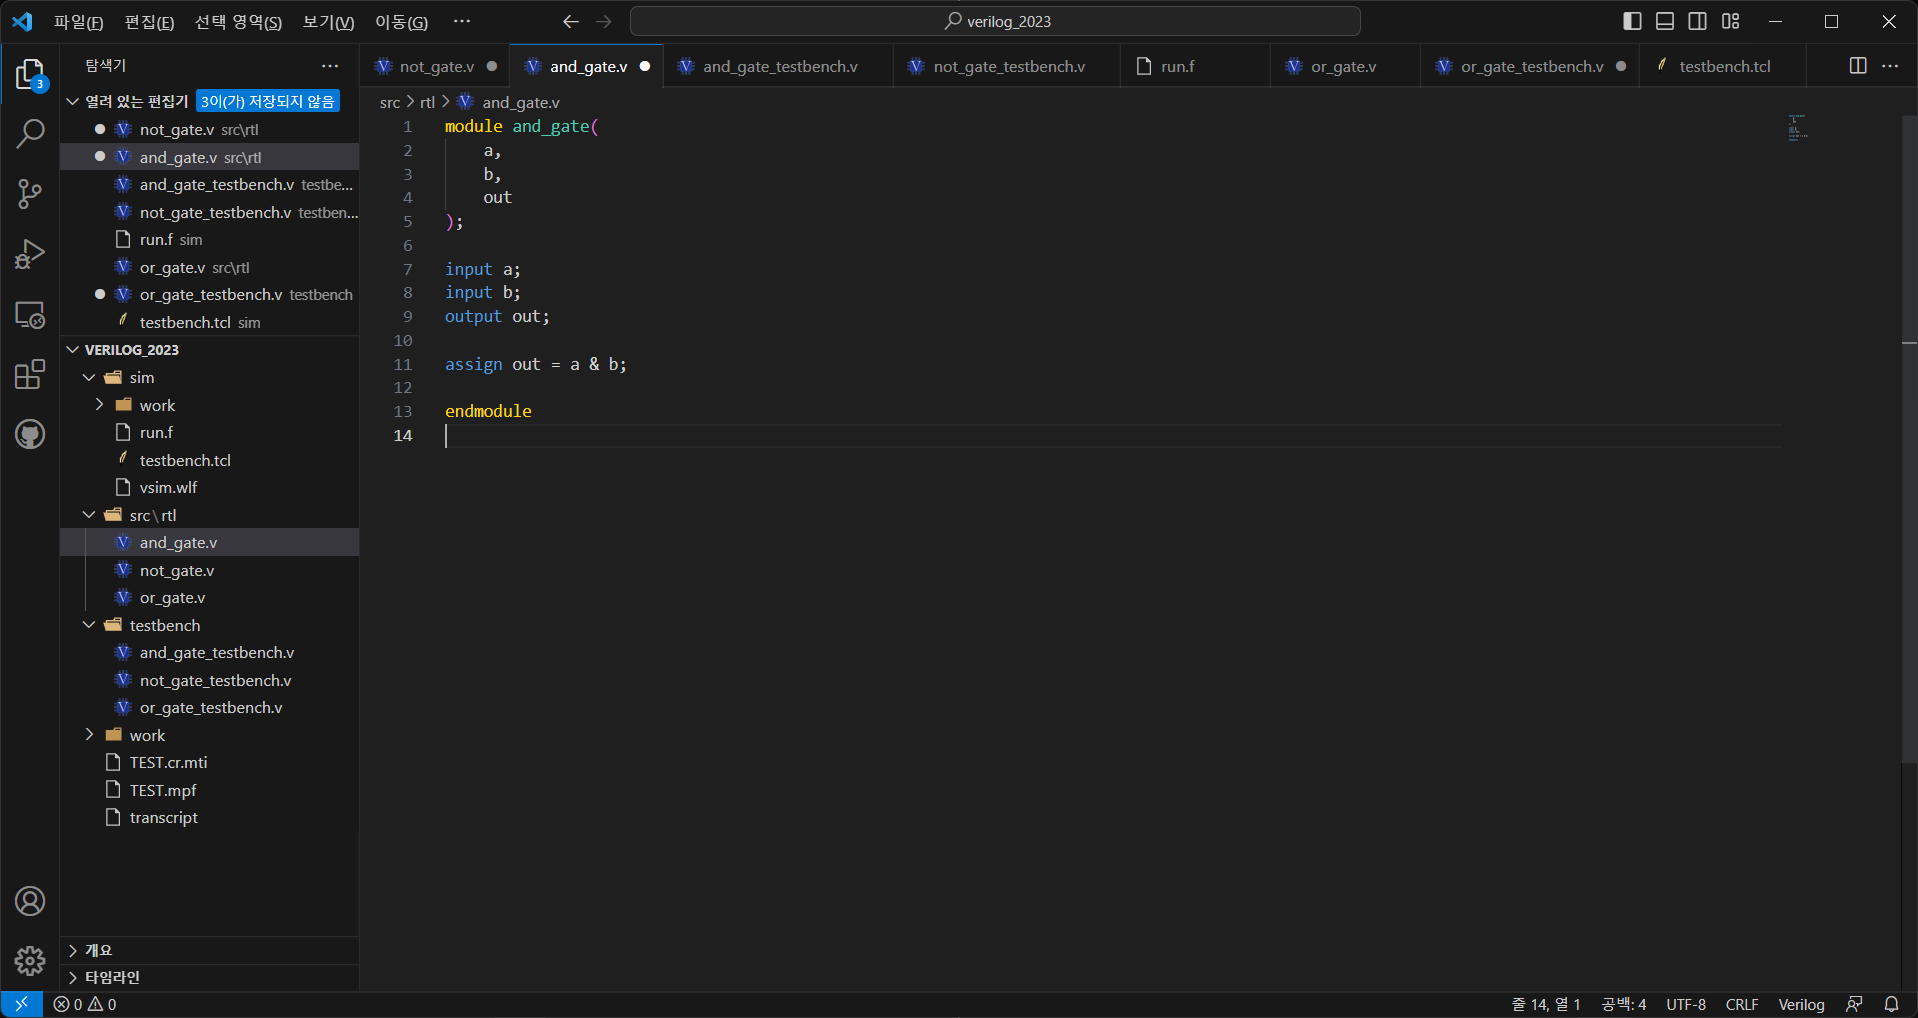 파일(F) 편집(E) 선택 영역(S) 보기(V) 이동(G) ···
verilog_2023
탐색기 ···
3
열려 있는 편집기 3이(가) 저장되지 않음
not_gate.v src\rtl
and_gate.v src\rtl
and_gate_testbench.v testbe...
not_gate_testbench.v testben...
run.f sim
or_gate.v src\rtl
or_gate_testbench.v testbench
testbench.tcl sim
VERILOG_2023
sim
work
run.f
testbench.tcl
vsim.wlf
src\rtl
and_gate.v
not_gate.v
or_gate.v
testbench
and_gate_testbench.v
not_gate_testbench.v
or_gate_testbench.v
work
TEST.cr.mti
TEST.mpf
transcript
개요
타임라인
not_gate.v and_gate.v and_gate_testbench.v not_gate_testbench.v run.f or_gate.v or_gate_testbench.v testbench.tcl ···
src > rtl > and_gate.v
1 module and_gate(
2 a,
3 b,
4 out
5 );
6
7 input a;
8 input b;
9 output out;
10
11 assign out = a & b;
12
13 endmodule
14
0 0 줄 14, 열 1 공백: 4 UTF-8 CRLF Verilog